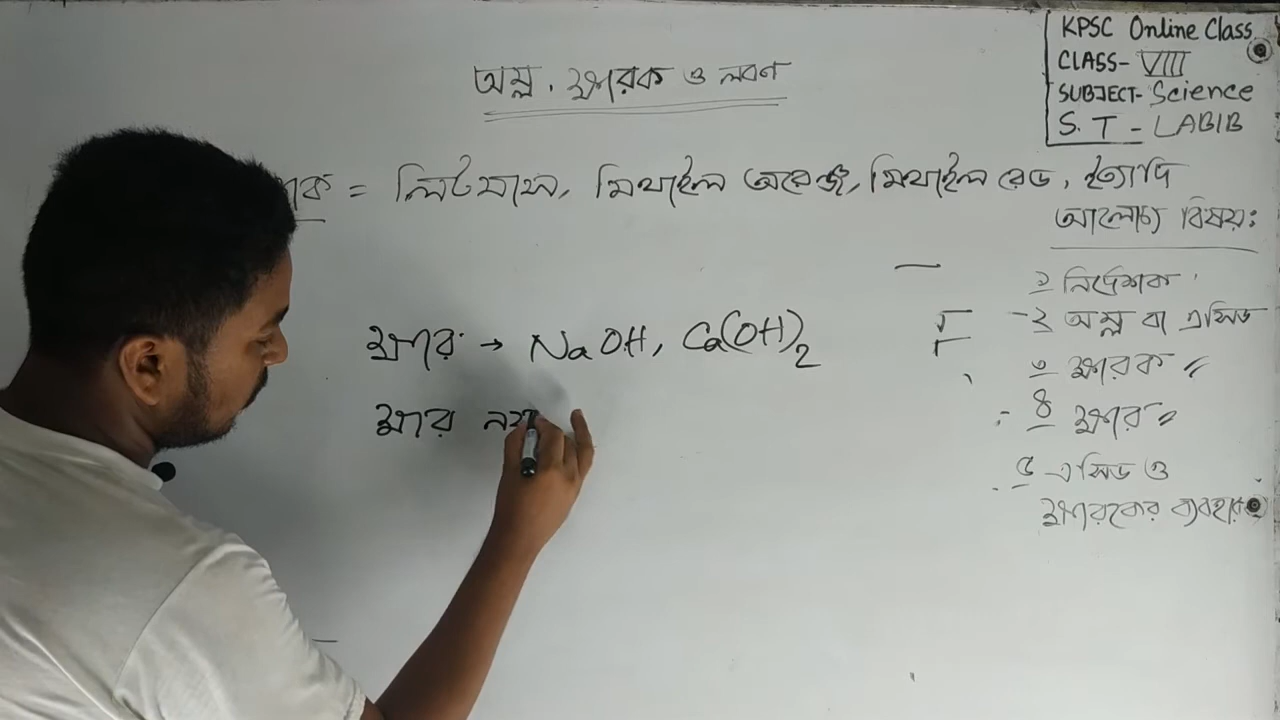 অম্ল, ক্ষারক ও লবণ
KPSC Online Class
CLASS- VIII
SUBJECT- Science
S. T - LABIB
= লিটমাস, মিথাইল অরেঞ্জ, মিথাইল রেড, ইত্যাদি
আলোচ্য বিষয়ঃ
১ নির্দেশক
২ অম্ল বা এসিড
৩ ক্ষারক
৪ ক্ষার
৫ এসিড ও
ক্ষারকের ব্যবহার
ক্ষার → NaOH, Ca(OH)₂
ক্ষার নয়